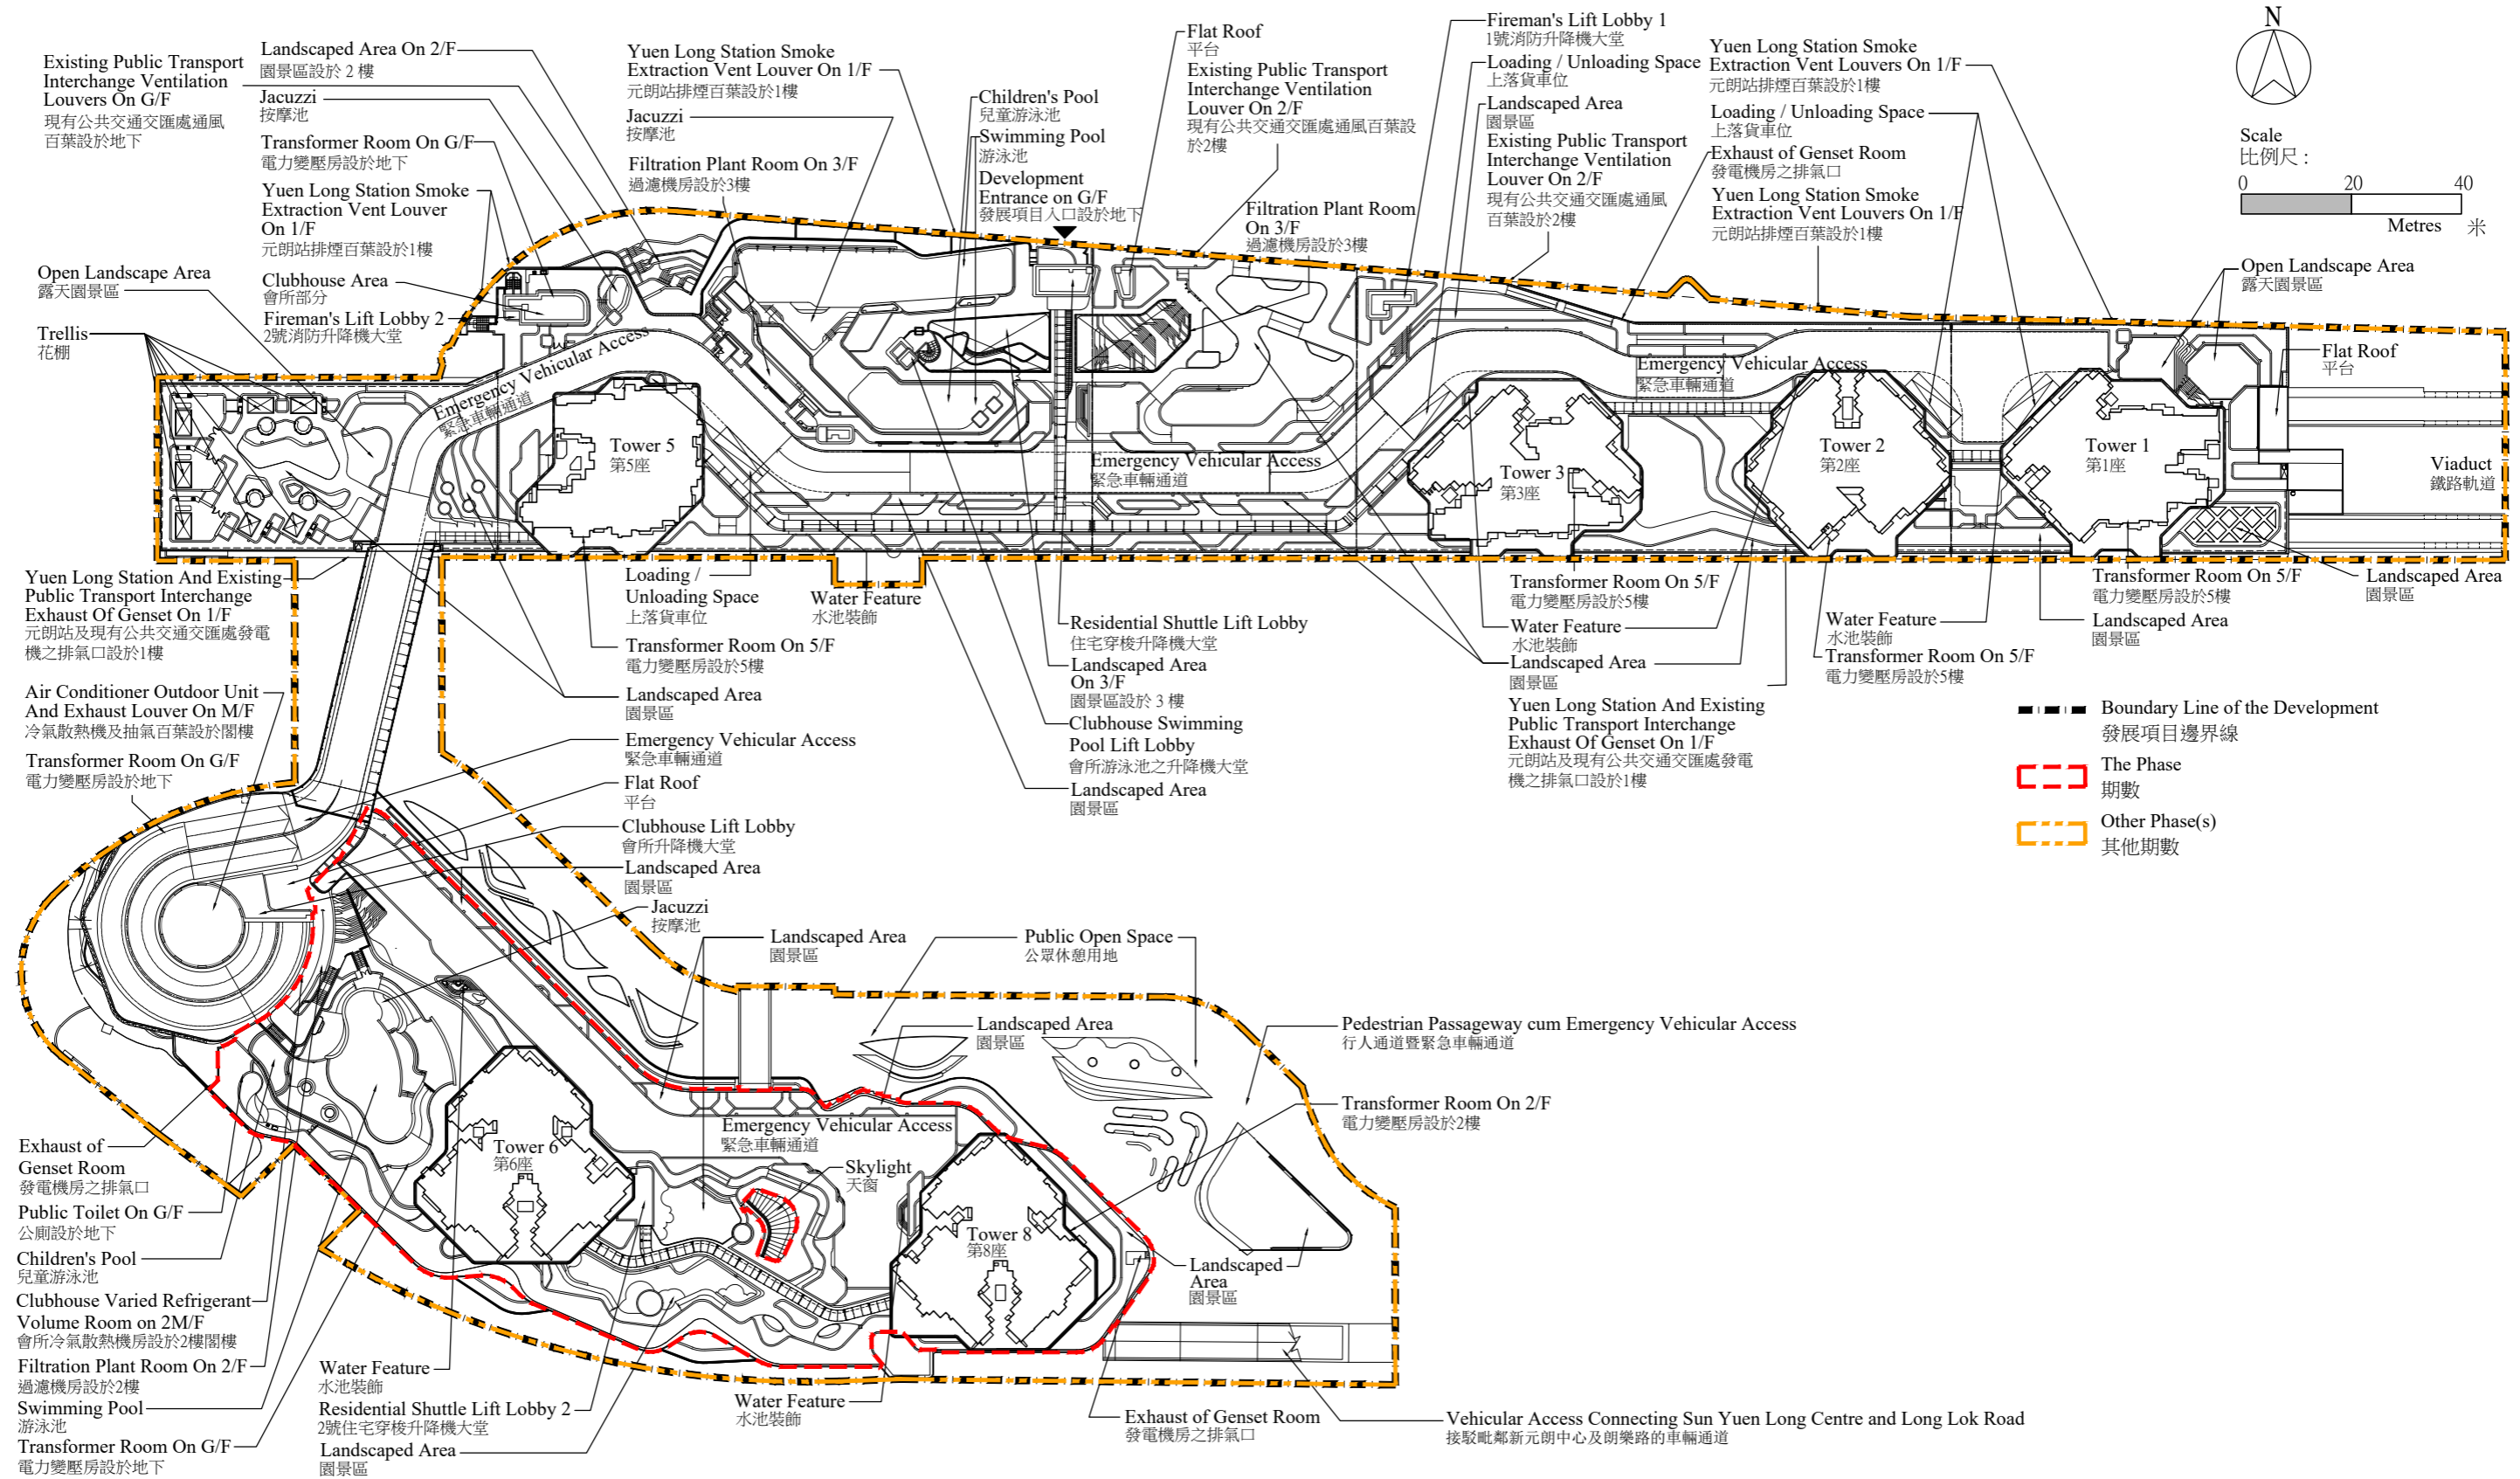 Existing Public Transport
Interchange Ventilation
Louvers On G/F
現有公共交通交匯處通風
百葉設於地下
Landscaped Area On 2/F
園景區設於 2 樓
Jacuzzi
按摩池
Transformer Room On G/F
電力變壓房設於地下
Yuen Long Station Smoke
Extraction Vent Louver
On 1/F
元朗站排煙百葉設於1樓
Clubhouse Area
會所部分
Fireman's Lift Lobby 2
2號消防升降機大堂
Open Landscape Area
露天園景區
Trellis
花棚
Yuen Long Station Smoke
Extraction Vent Louver On 1/F
元朗站排煙百葉設於1樓
Jacuzzi
按摩池
Filtration Plant Room On 3/F
過濾機房設於3樓
Children's Pool
兒童游泳池
Swimming Pool
游泳池
Development
Entrance on G/F
發展項目入口設於地下
Flat Roof
平台
Existing Public Transport
Interchange Ventilation
Louver On 2/F
現有公共交通交匯處通風百葉設
於2樓
Filtration Plant Room
On 3/F
過濾機房設於3樓
Fireman's Lift Lobby 1
1號消防升降機大堂
Loading / Unloading Space
上落貨車位
Landscaped Area
園景區
Existing Public Transport
Interchange Ventilation
Louver On 2/F
現有公共交通交匯處通風
百葉設於2樓
Yuen Long Station Smoke
Extraction Vent Louvers On 1/F
元朗站排煙百葉設於1樓
Loading / Unloading Space
上落貨車位
Exhaust of Genset Room
發電機房之排氣口
Yuen Long Station Smoke
Extraction Vent Louvers On 1/F
元朗站排煙百葉設於1樓
N
Scale
比例尺 :
0 20 40
Metres 米
Open Landscape Area
露天園景區
Flat Roof
平台
Viaduct
鐵路軌道
Emergency Vehicular Access
緊急車輛通道
Tower 5
第5座
Emergency Vehicular Access
緊急車輛通道
Emergency Vehicular Access
緊急車輛通道
Tower 3
第3座
Tower 2
第2座
Tower 1
第1座
Yuen Long Station And Existing
Public Transport Interchange
Exhaust Of Genset On 1/F
元朗站及現有公共交通交匯處發電
機之排氣口設於1樓
Air Conditioner Outdoor Unit
And Exhaust Louver On M/F
冷氣散熱機及抽氣百葉設於閣樓
Transformer Room On G/F
電力變壓房設於地下
Loading /
Unloading Space
上落貨車位
Transformer Room On 5/F
電力變壓房設於5樓
Landscaped Area
園景區
Emergency Vehicular Access
緊急車輛通道
Flat Roof
平台
Clubhouse Lift Lobby
會所升降機大堂
Landscaped Area
園景區
Jacuzzi
按摩池
Water Feature
水池裝飾
Residential Shuttle Lift Lobby
住宅穿梭升降機大堂
Landscaped Area
On 3/F
園景區設於 3 樓
Clubhouse Swimming
Pool Lift Lobby
會所游泳池之升降機大堂
Landscaped Area
園景區
Transformer Room On 5/F
電力變壓房設於5樓
Water Feature
水池裝飾
Landscaped Area
園景區
Yuen Long Station And Existing
Public Transport Interchange
Exhaust Of Genset On 1/F
元朗站及現有公共交通交匯處發電
機之排氣口設於1樓
Water Feature
水池裝飾
Transformer Room On 5/F
電力變壓房設於5樓
Transformer Room On 5/F
電力變壓房設於5樓
Landscaped Area
園景區
Landscaped Area
園景區
Boundary Line of the Development
發展項目邊界線
The Phase
期數
Other Phase(s)
其他期數
Landscaped Area
園景區
Public Open Space
公眾休憩用地
Landscaped Area
園景區
Pedestrian Passageway cum Emergency Vehicular Access
行人通道暨緊急車輛通道
Transformer Room On 2/F
電力變壓房設於2樓
Emergency Vehicular Access
緊急車輛通道
Tower 6
第6座
Skylight
天窗
Tower 8
第8座
Landscaped
Area
園景區
Exhaust of
Genset Room
發電機房之排氣口
Public Toilet On G/F
公廁設於地下
Children's Pool
兒童游泳池
Clubhouse Varied Refrigerant
Volume Room on 2M/F
會所冷氣散熱機房設於2樓閣樓
Filtration Plant Room On 2/F
過濾機房設於2樓
Swimming Pool
游泳池
Transformer Room On G/F
電力變壓房設於地下
Water Feature
水池裝飾
Residential Shuttle Lift Lobby 2
2號住宅穿梭升降機大堂
Landscaped Area
園景區
Water Feature
水池裝飾
Exhaust of Genset Room
發電機房之排氣口
Vehicular Access Connecting Sun Yuen Long Centre and Long Lok Road
接駁毗鄰新元朗中心及朗樂路的車輛通道